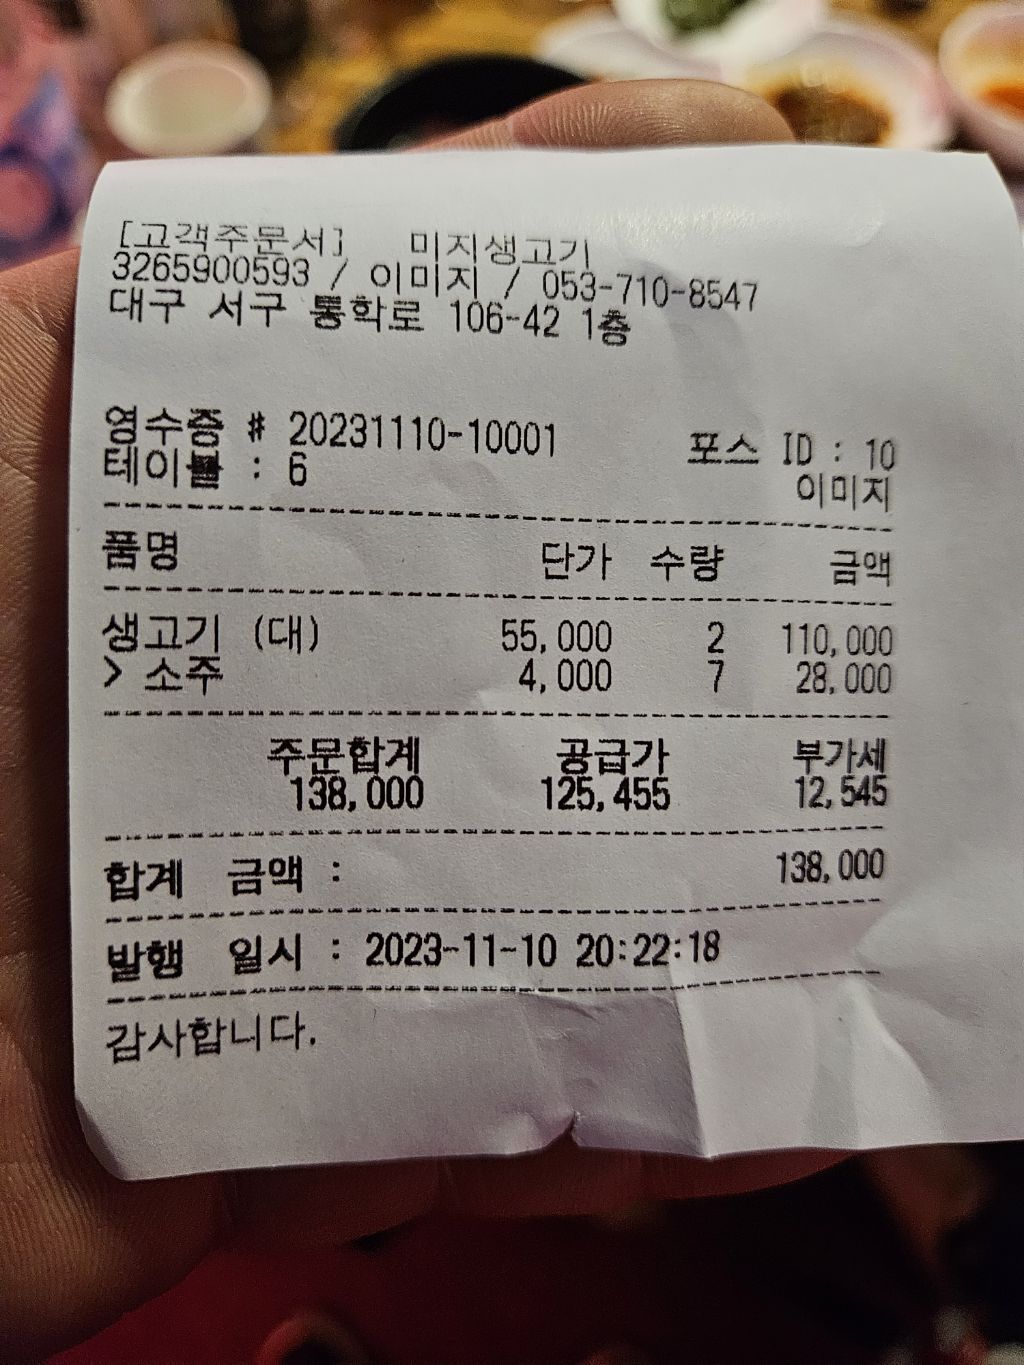 [고객주문서] 미지생고기
3265900593 / 이미지 / 053-710-8547
대구 서구 통학로 106-42 1층
영수증 # 20231110-10001 포스 ID : 10
테이블 : 6 이미지
품명 단가 수량 금액
생고기 (대) 55,000 2 110,000
> 소주 4,000 7 28,000
주문합계 공급가 부가세
138,000 125,455 12,545
합계 금액 : 138,000
발행 일시 : 2023-11-10 20:22:18
감사합니다.